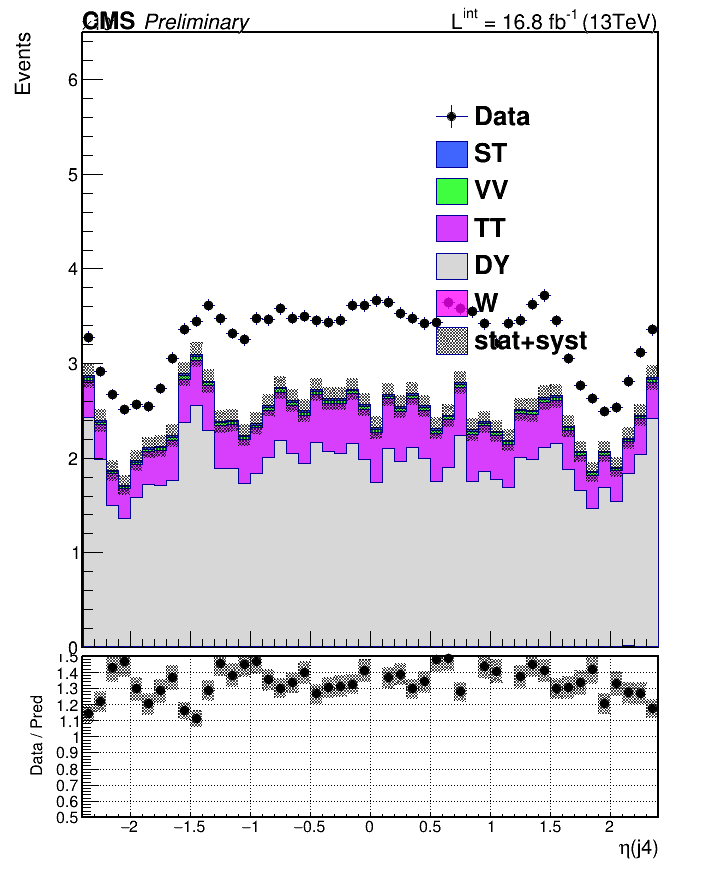 CMS Preliminary L^int = 16.8 fb^-1 (13TeV)
Events
6
5
4
3
2
1
0
Data
ST
VV
TT
DY
W
stat+syst
Data / Pred
1.5
1.4
1.3
1.2
1.1
1
0.9
0.8
0.7
0.6
0.5
−2 −1.5 −1 −0.5 0 0.5 1 1.5 2
η(j4)